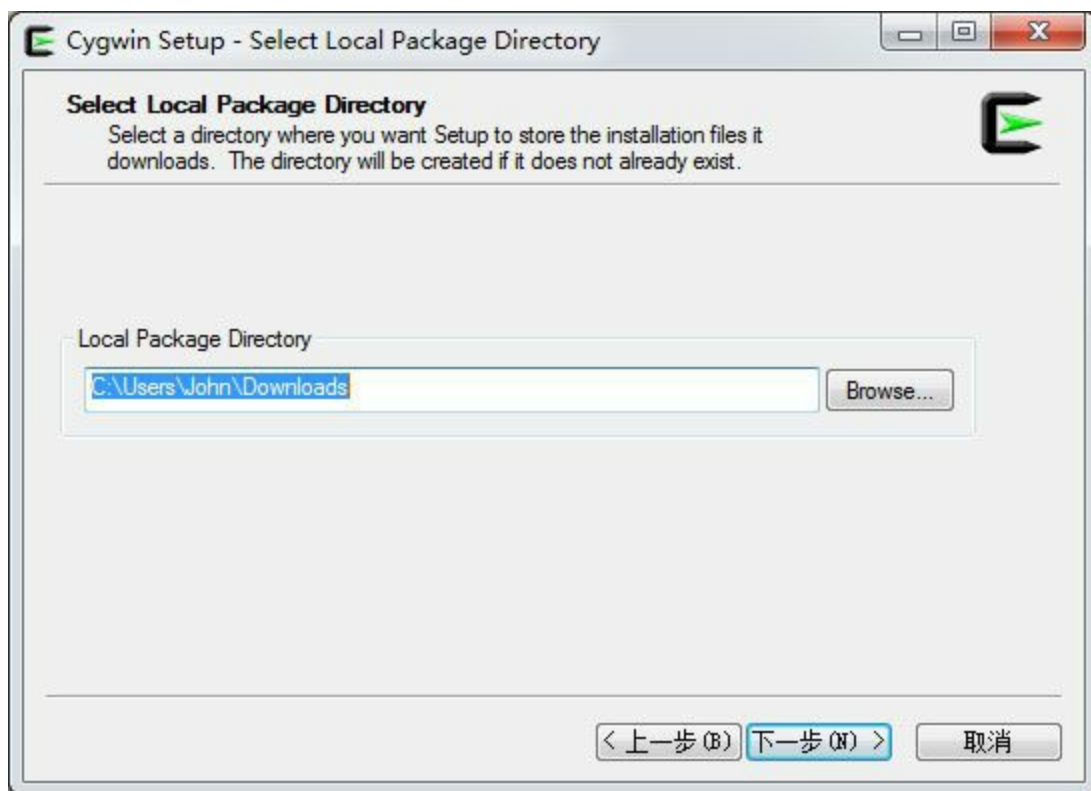 Cygwin Setup - Select Local Package Directory
Select Local Package Directory
Select a directory where you want Setup to store the installation files it
downloads. The directory will be created if it does not already exist.
Local Package Directory
C:\Users\John\Downloads
Browse...
< 上一步(B)
下一步(N) >
取消